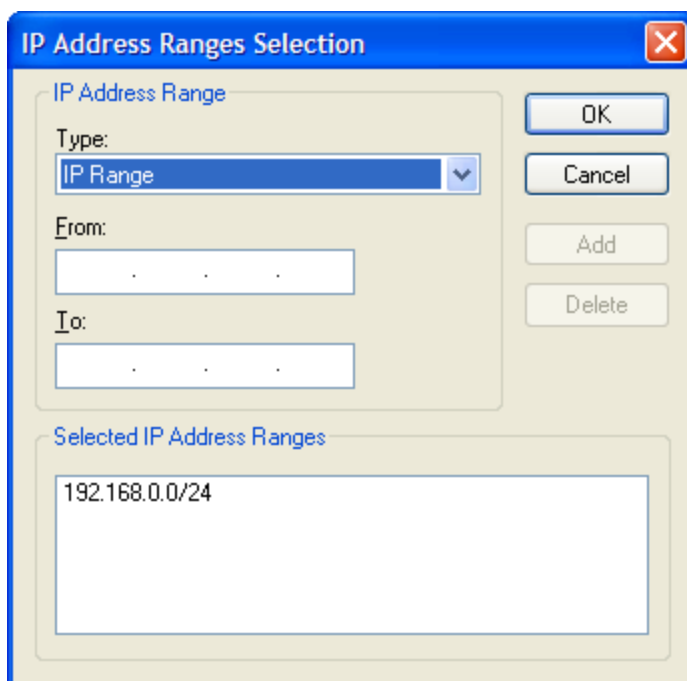 IP Address Ranges Selection
IP Address Range
Type:
IP Range
From:
. . .
To:
. . .
OK
Cancel
Add
Delete
Selected IP Address Ranges
192.168.0.0/24